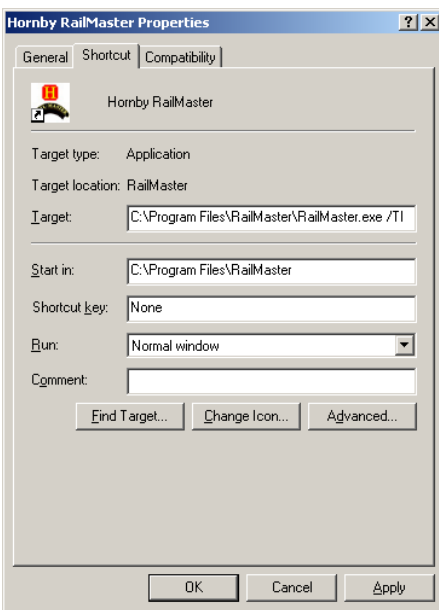 Hornby RailMaster Properties
General Shortcut Compatibility
Hornby RailMaster
Target type: Application
Target location: RailMaster
Target: C:\Program Files\RailMaster\RailMaster.exe /TI
Start in: C:\Program Files\RailMaster
Shortcut key: None
Run: Normal window
Comment:
Find Target... Change Icon... Advanced...
OK Cancel Apply